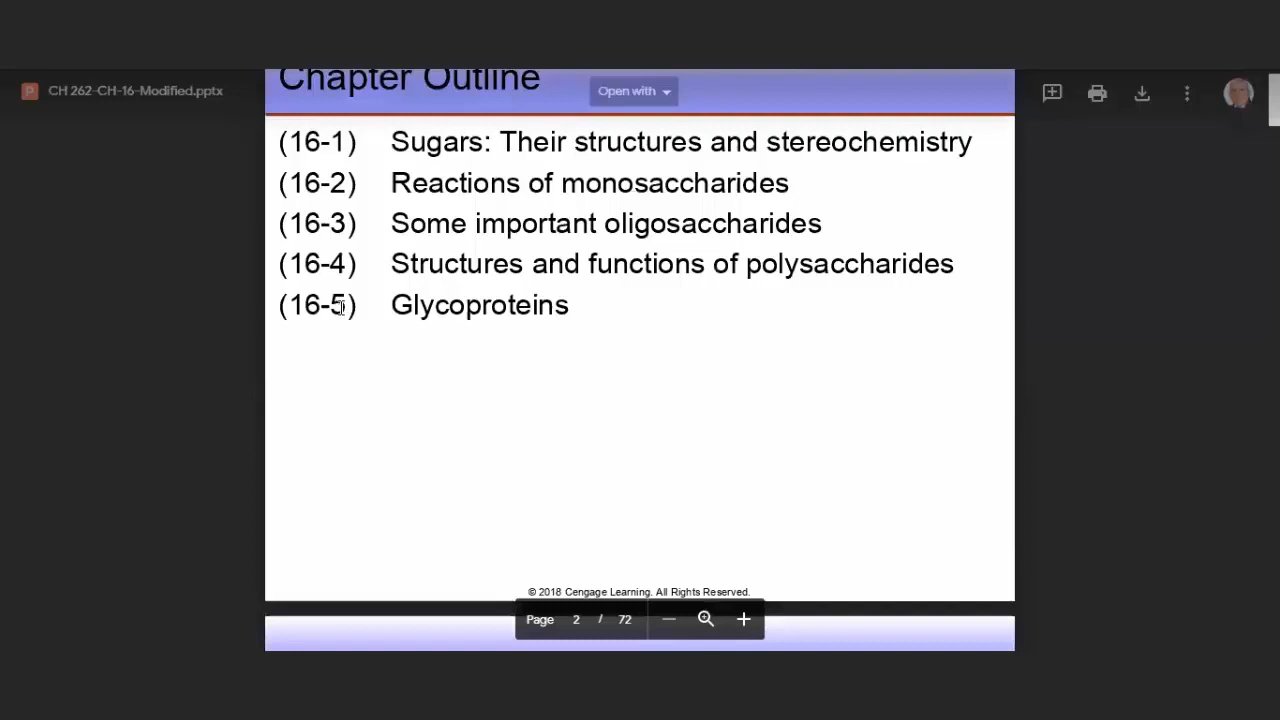 Chapter Outline
CH 262-CH-16-Modified.pptx
Open with
(16-1) Sugars: Their structures and stereochemistry
(16-2) Reactions of monosaccharides
(16-3) Some important oligosaccharides
(16-4) Structures and functions of polysaccharides
(16-5) Glycoproteins
© 2018 Cengage Learning. All Rights Reserved.
Page 2 / 72